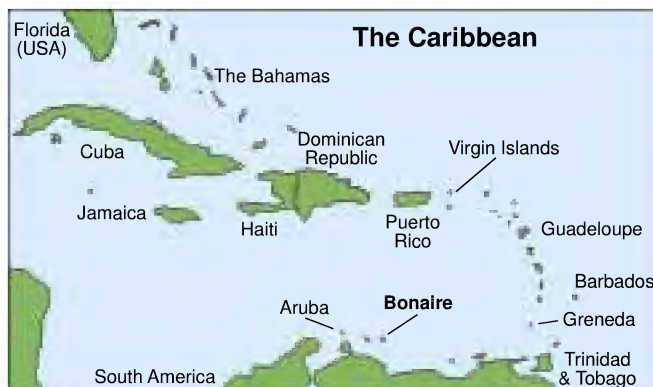 Florida
(USA)
The Caribbean
The Bahamas
Cuba
Dominican
Republic
Virgin Islands
Jamaica
Haiti
Puerto
Rico
Guadeloupe
Barbados
Aruba
Bonaire
Greneda
South America
Trinidad
& Tobago